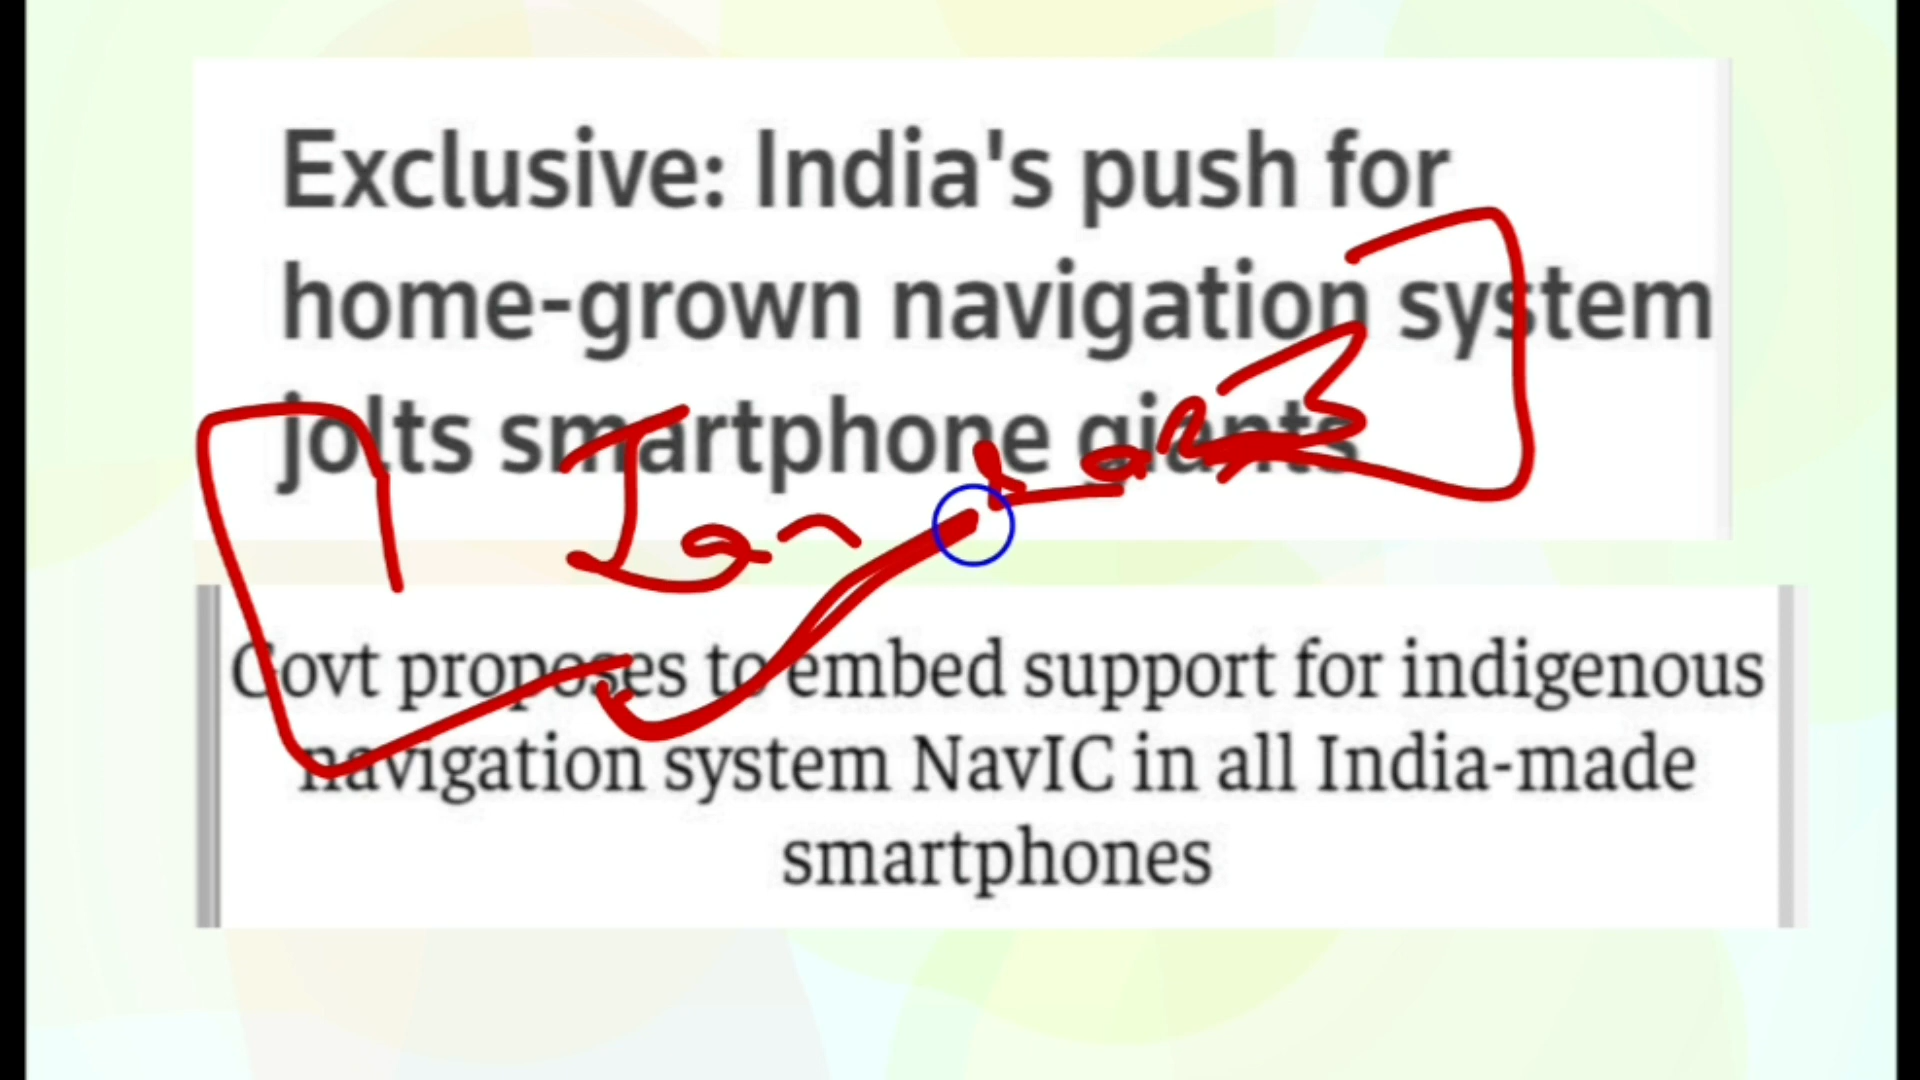 Exclusive: India's push for
home-grown navigation system
jolts smartphone giants
Govt proposes to embed support for indigenous
navigation system NavIC in all India-made
smartphones